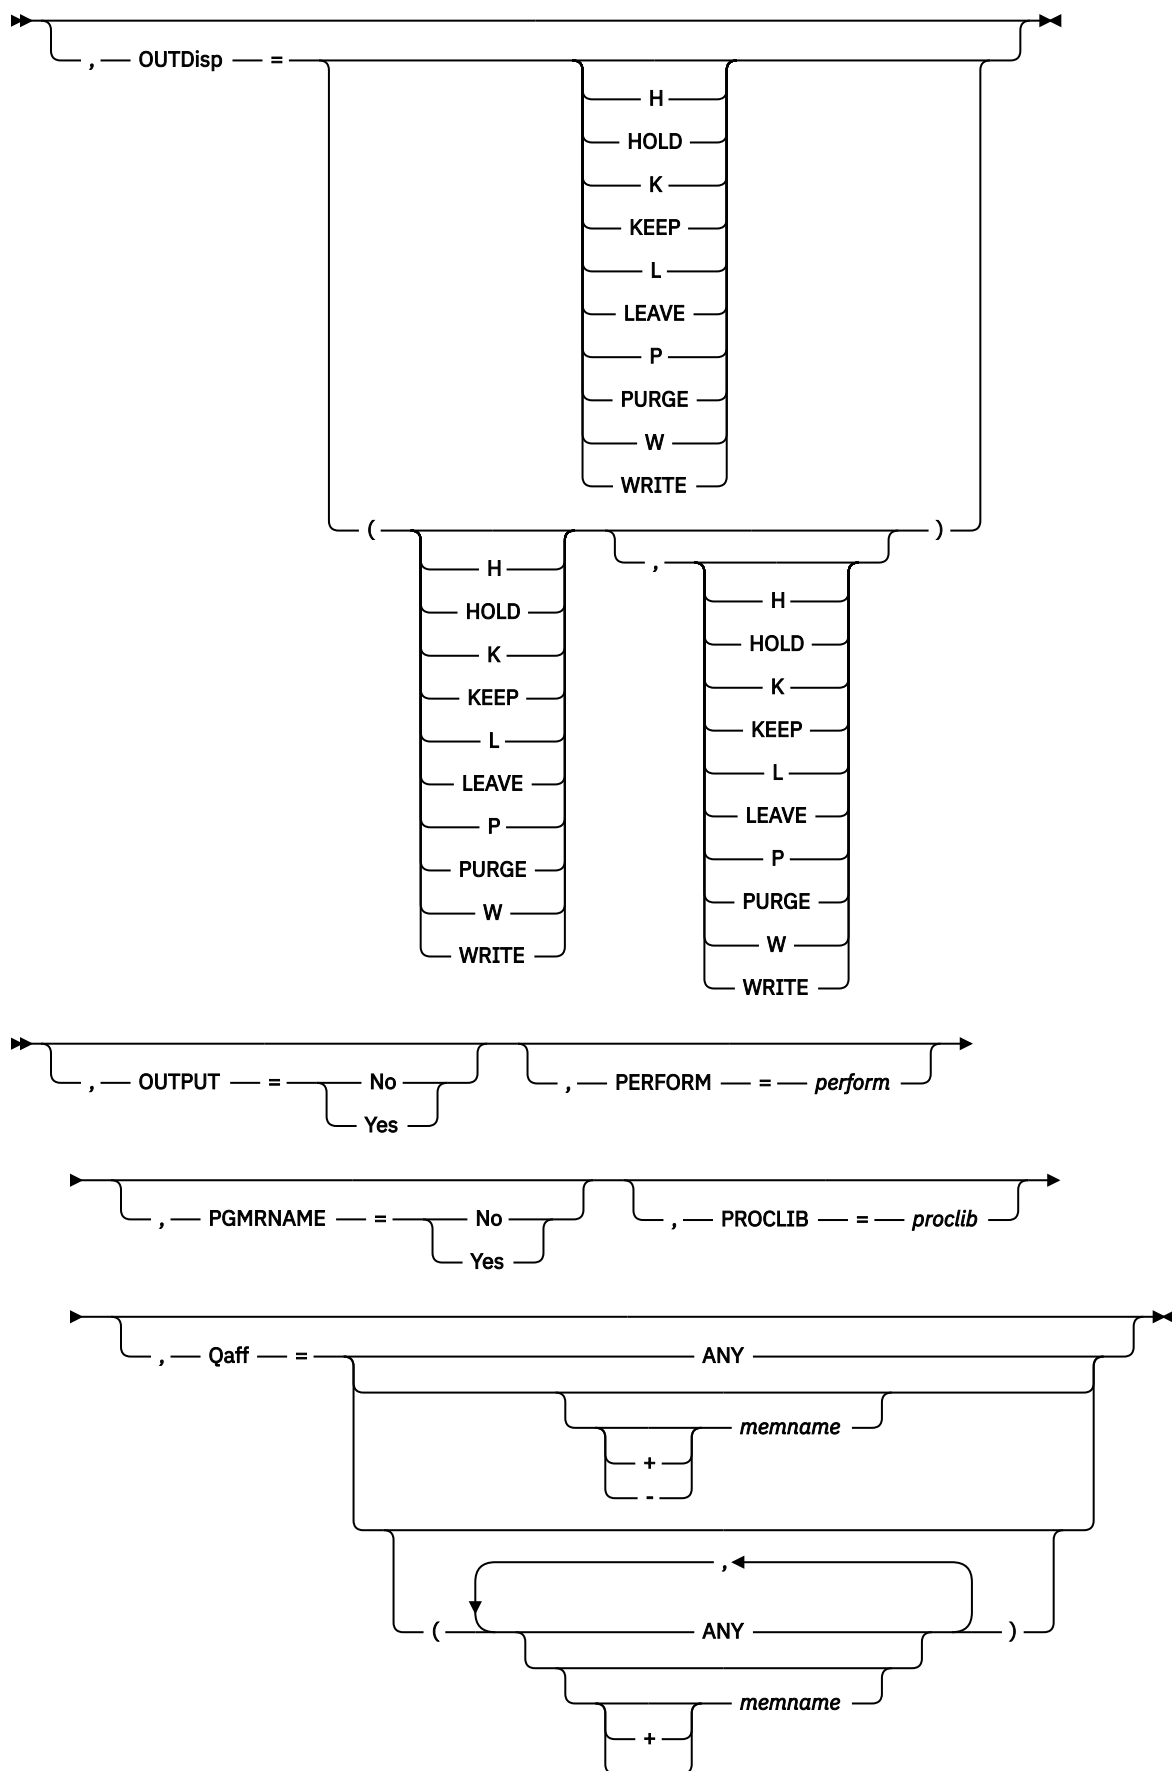 , OUTDisp =
H
HOLD
K
KEEP
L
LEAVE
P
PURGE
W
WRITE
( , )
H
HOLD
K
KEEP
L
LEAVE
P
PURGE
W
WRITE
H
HOLD
K
KEEP
L
LEAVE
P
PURGE
W
WRITE
, OUTPUT = No , PERFORM = perform
Yes
, PGMRNAME = No , PROCLIB = proclib
Yes
, Qaff = ANY
memname
+
-
,
( ANY )
memname
+